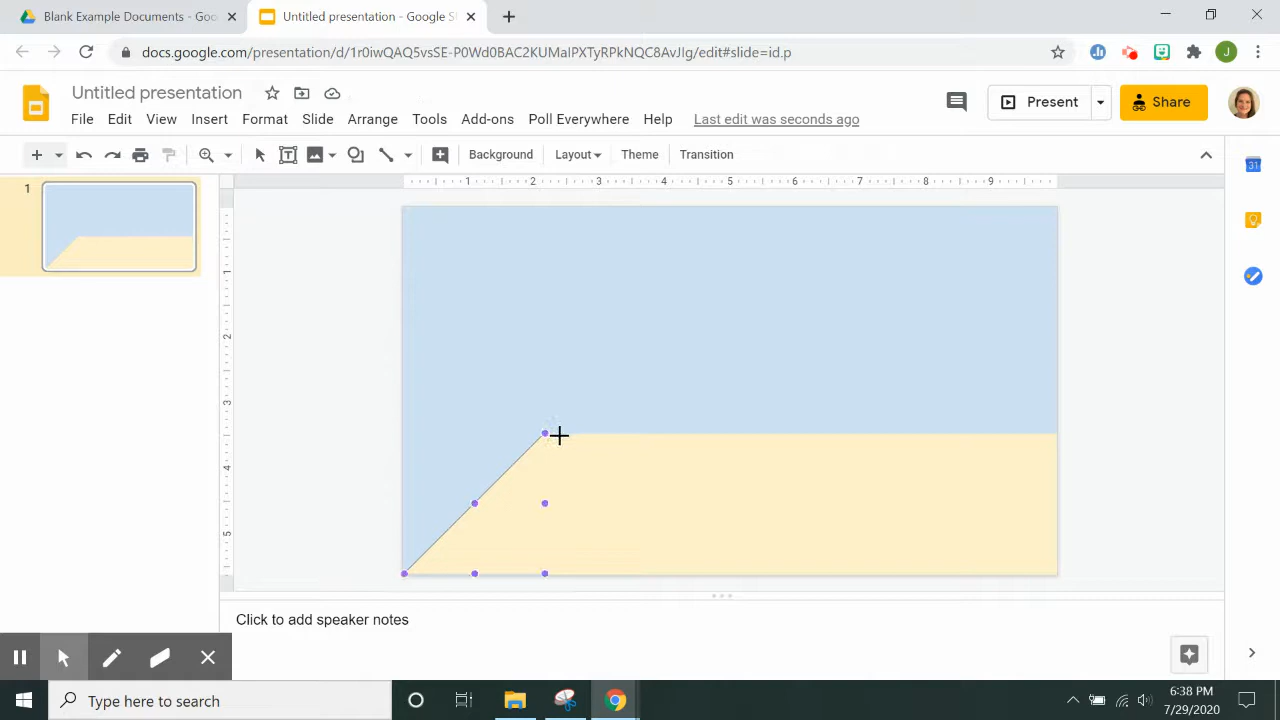 Blank Example Documents - Goo
Untitled presentation - Google Sl
docs.google.com/presentation/d/1r0iwQAQ5vsSE-P0Wd0BAC2KUMaIPXTyRPkNQC8AvJIg/edit#slide=id.p
J
Untitled presentation
Present
Share
File Edit View Insert Format Slide Arrange Tools Add-ons Poll Everywhere Help Last edit was seconds ago
Background Layout Theme Transition
1 2 3 4 5 6 7 8 9
31
1
1
2
3
4
5
Click to add speaker notes
Type here to search
6:38 PM
7/29/2020